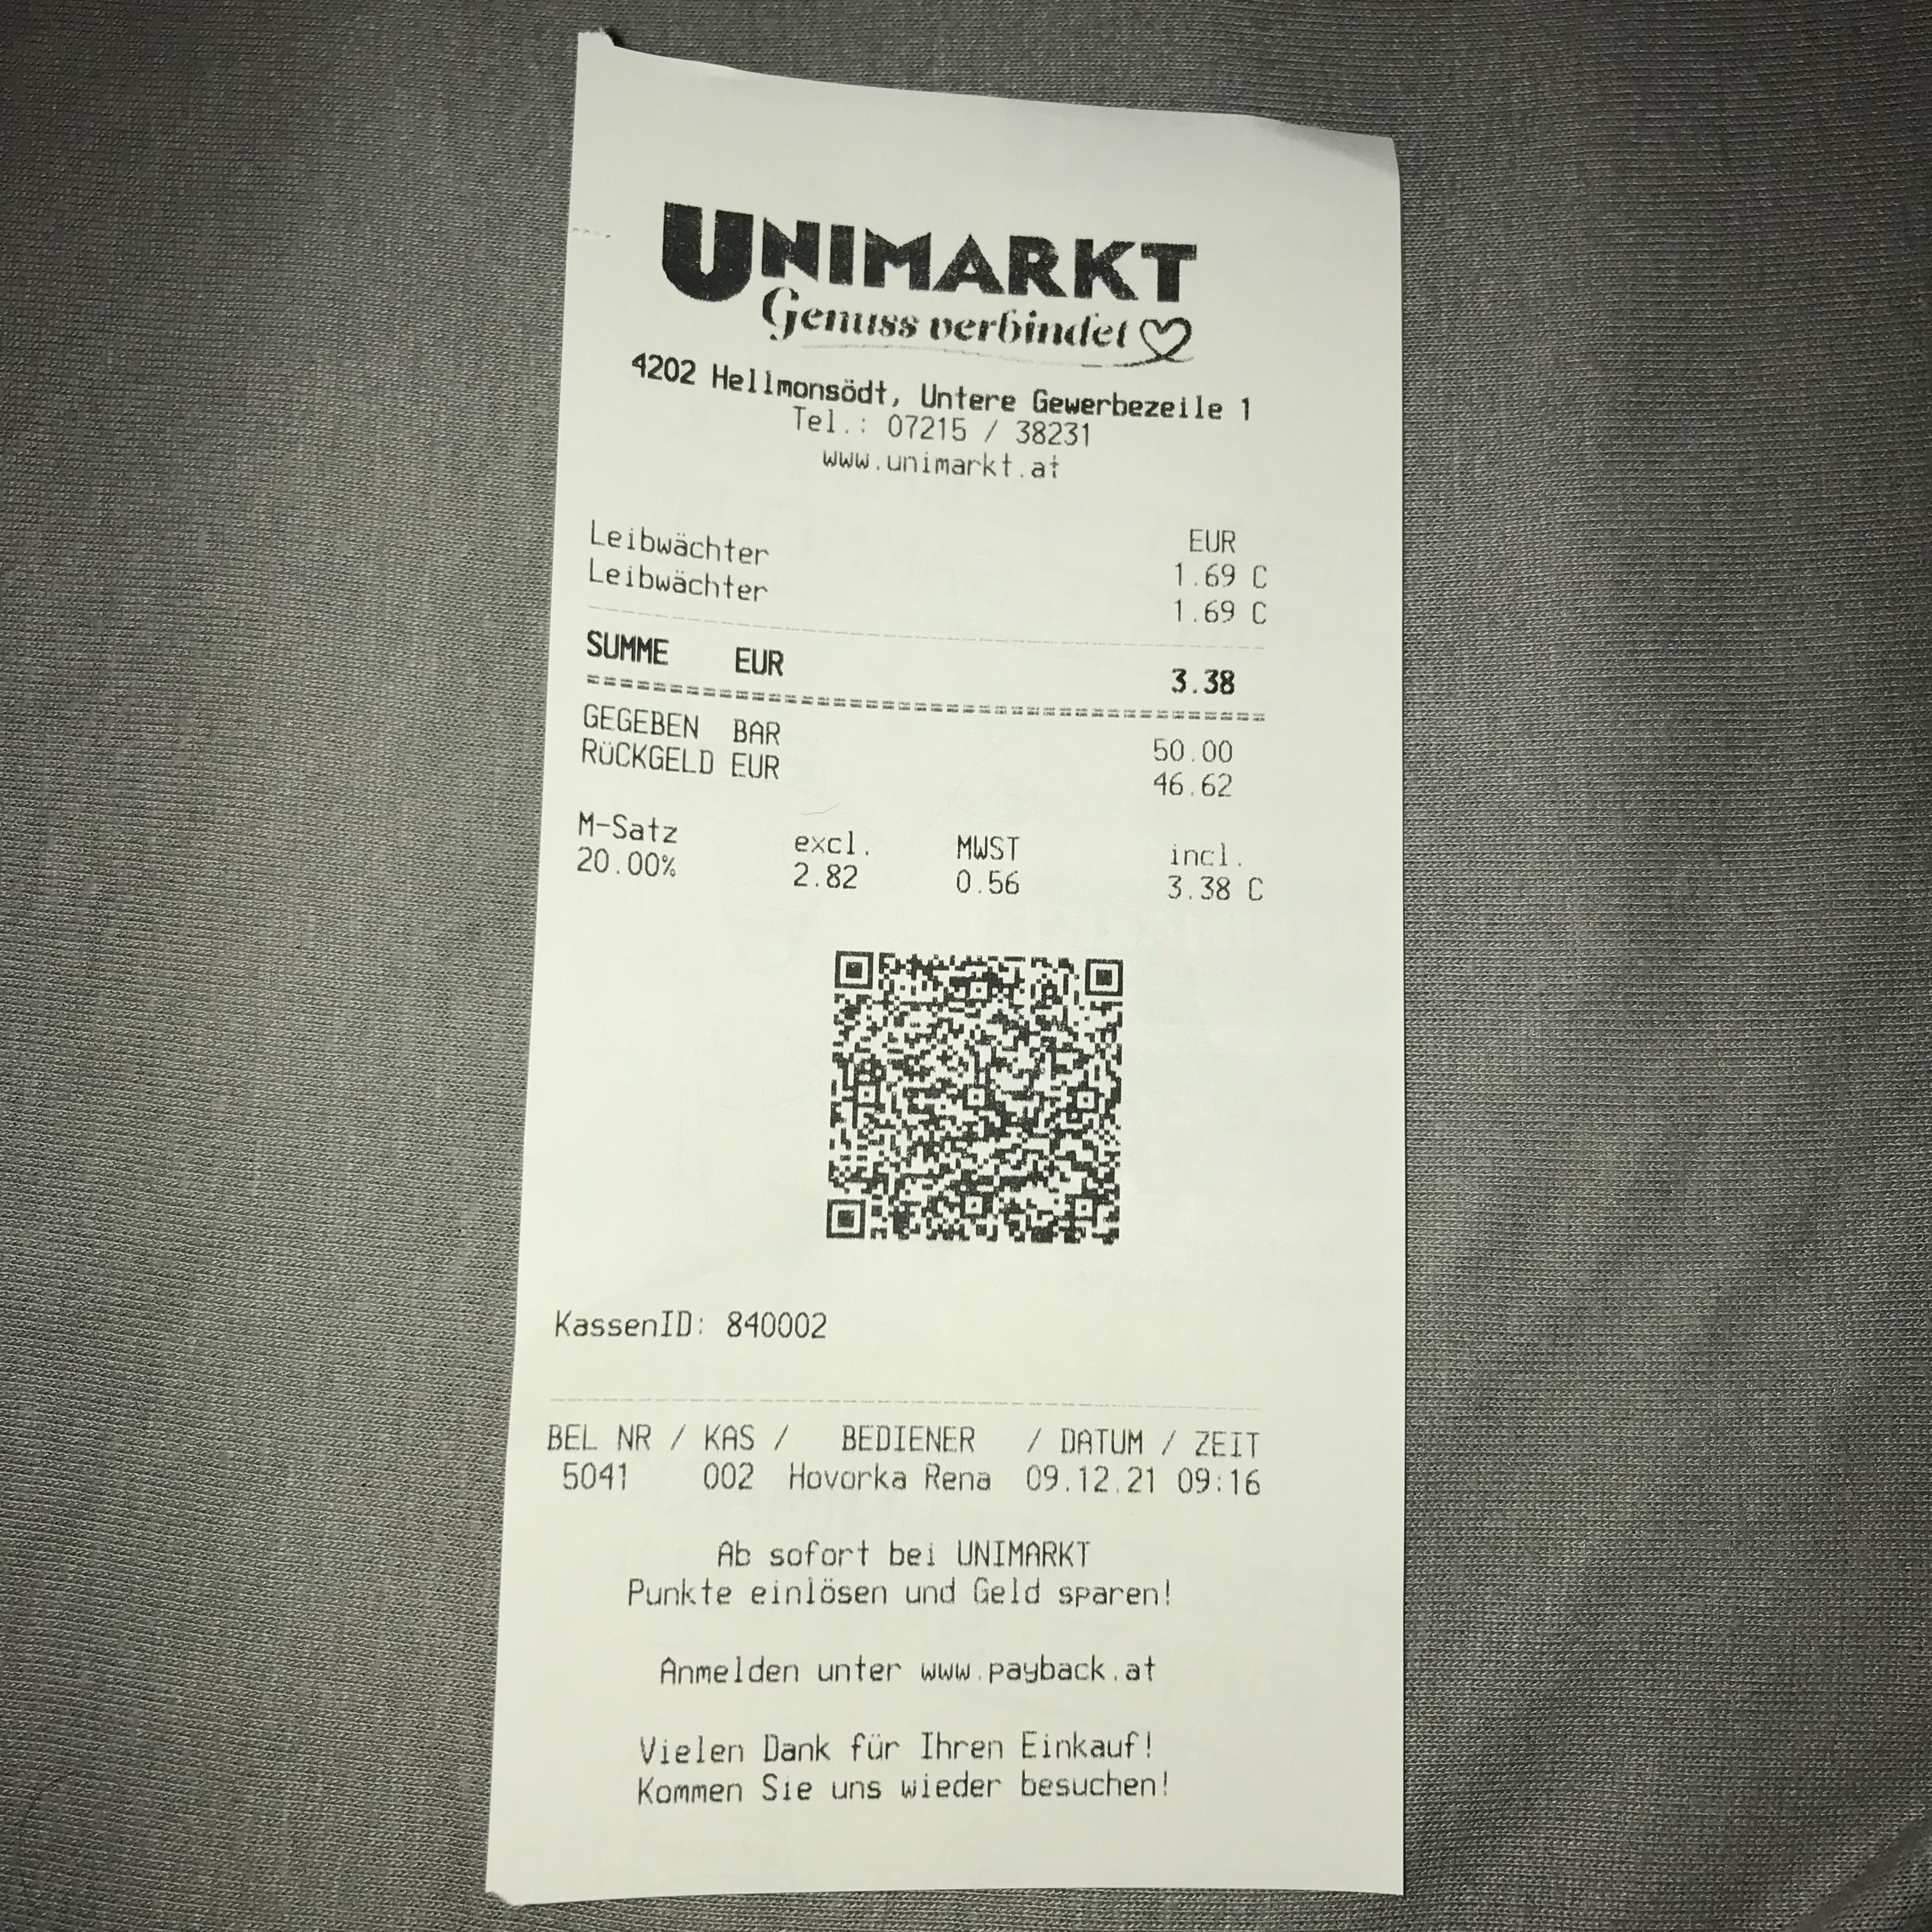 UNIMARKT
Genuss verbindet
4202 Hellmonsödt, Untere Gewerbezeile 1
Tel.: 07215 / 38231
www.unimarkt.at
EUR
Leibwächter 1.69 C
Leibwächter 1.69 C
SUMME EUR 3.38
GEGEBEN BAR 50.00
RÜCKGELD EUR 46.62
M-Satz excl. MWST incl.
20.00% 2.82 0.56 3.38 C
KassenID: 840002
BEL NR / KAS / BEDIENER / DATUM / ZEIT
5041 002 Hovorka Rena 09.12.21 09:16
Ab sofort bei UNIMARKT
Punkte einlösen und Geld sparen!
Anmelden unter www.payback.at
Vielen Dank für Ihren Einkauf!
Kommen Sie uns wieder besuchen!